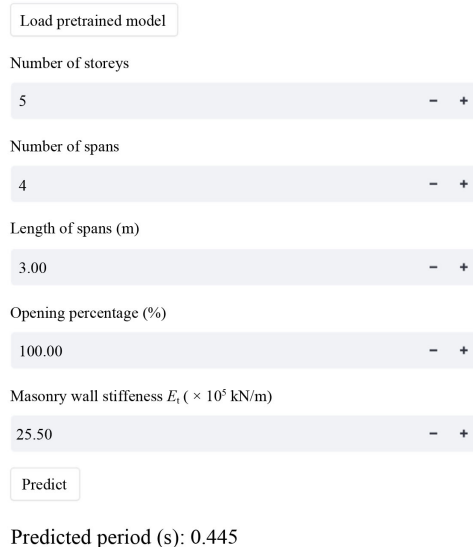 Load pretrained model
Number of storeys
5 − +
Number of spans
4 − +
Length of spans (m)
3.00 − +
Opening percentage (%)
100.00 − +
Masonry wall stiffeness Eₜ ( × 10⁵ kN/m)
25.50 − +
Predict
Predicted period (s): 0.445